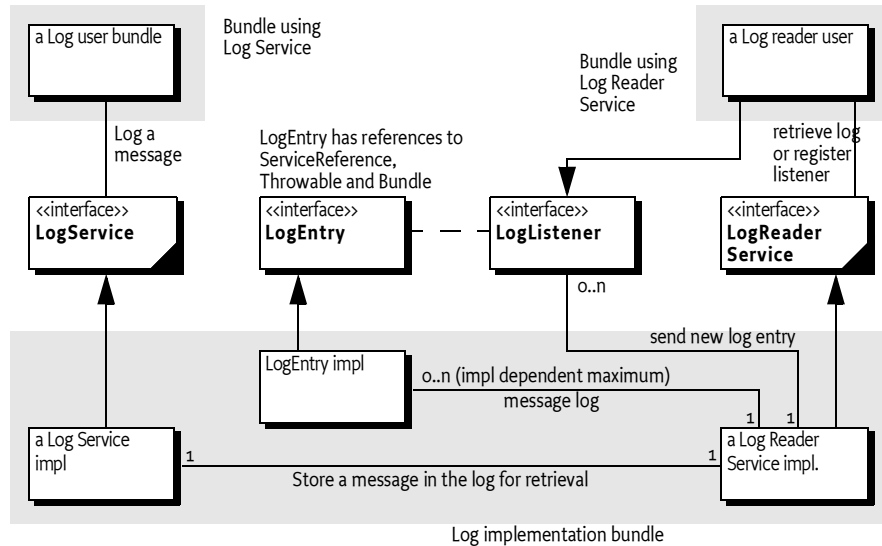 a Log user bundle
Bundle using
Log Service
a Log reader user
Bundle using
Log Reader
Service
Log a
message
LogEntry has references to
ServiceReference,
Throwable and Bundle
retrieve log
or register
listener
<<interface>>
LogService
<<interface>>
LogEntry
<<interface>>
LogListener
<<interface>>
LogReader
Service
0..n
send new log entry
LogEntry impl
0..n (impl dependent maximum)
message log
1
1
a Log Service
impl
1
1
a Log Reader
Service impl.
Store a message in the log for retrieval
Log implementation bundle